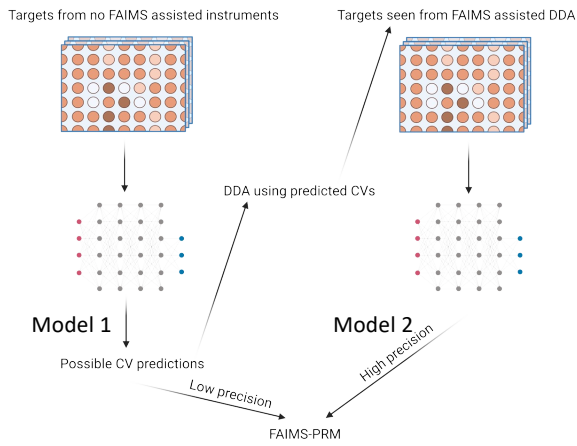 Targets from no FAIMS assisted instruments
Targets seen from FAIMS assisted DDA
DDA using predicted CVs
Model 1
Model 2
Possible CV predictions
High precision
Low precision
FAIMS-PRM